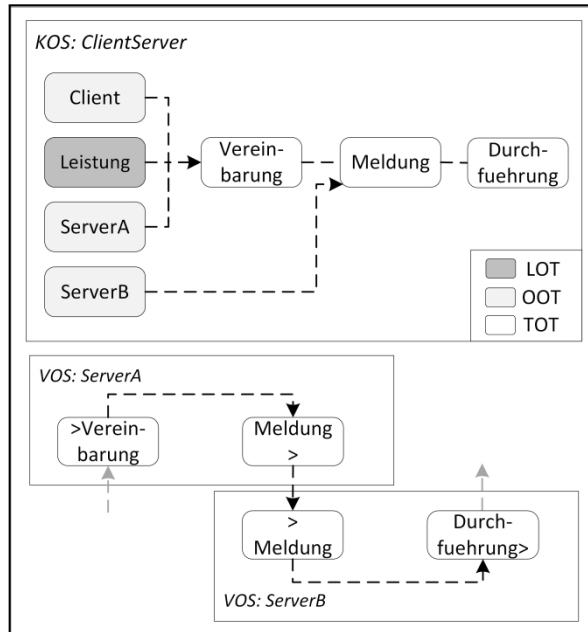 KOS: ClientServer
Client
Leistung
ServerA
ServerB
Verein-
barung
Meldung
Durch-
fuehrung
LOT
OOT
TOT
VOS: ServerA
>Verein-
barung
Meldung
>
>
Meldung
Durch-
fuehrung>
VOS: ServerB